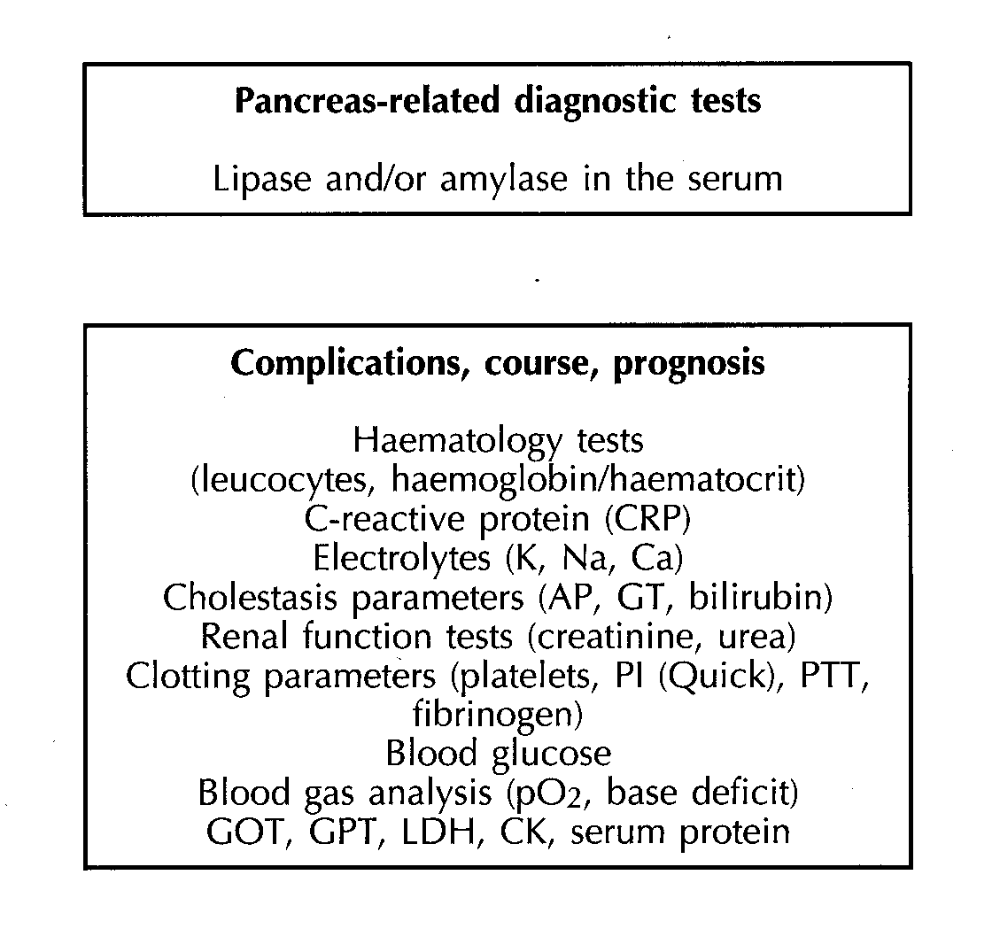 Pancreas-related diagnostic tests
Lipase and/or amylase in the serum
Complications, course, prognosis
Haematology tests
(leucocytes, haemoglobin/haematocrit)
C-reactive protein (CRP)
Electrolytes (K, Na, Ca)
Cholestasis parameters (AP, GT, bilirubin)
Renal function tests (creatinine, urea)
Clotting parameters (platelets, PI (Quick), PTT,
fibrinogen)
Blood glucose
Blood gas analysis (pO2, base deficit)
GOT, GPT, LDH, CK, serum protein